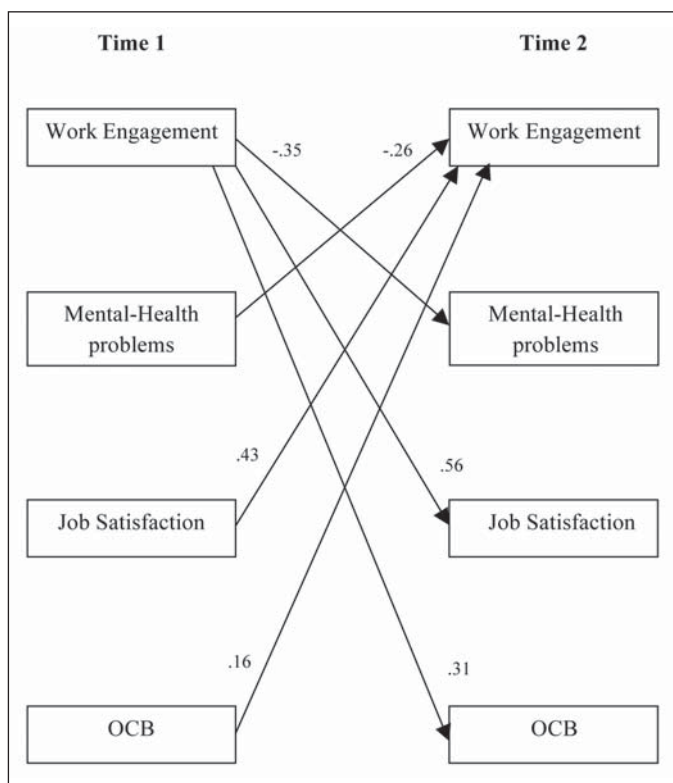 Time 1 Time 2
Work Engagement Work Engagement
-.35 -.26
Mental-Health Mental-Health
problems problems
.43 .56
Job Satisfaction Job Satisfaction
.16 .31
OCB OCB